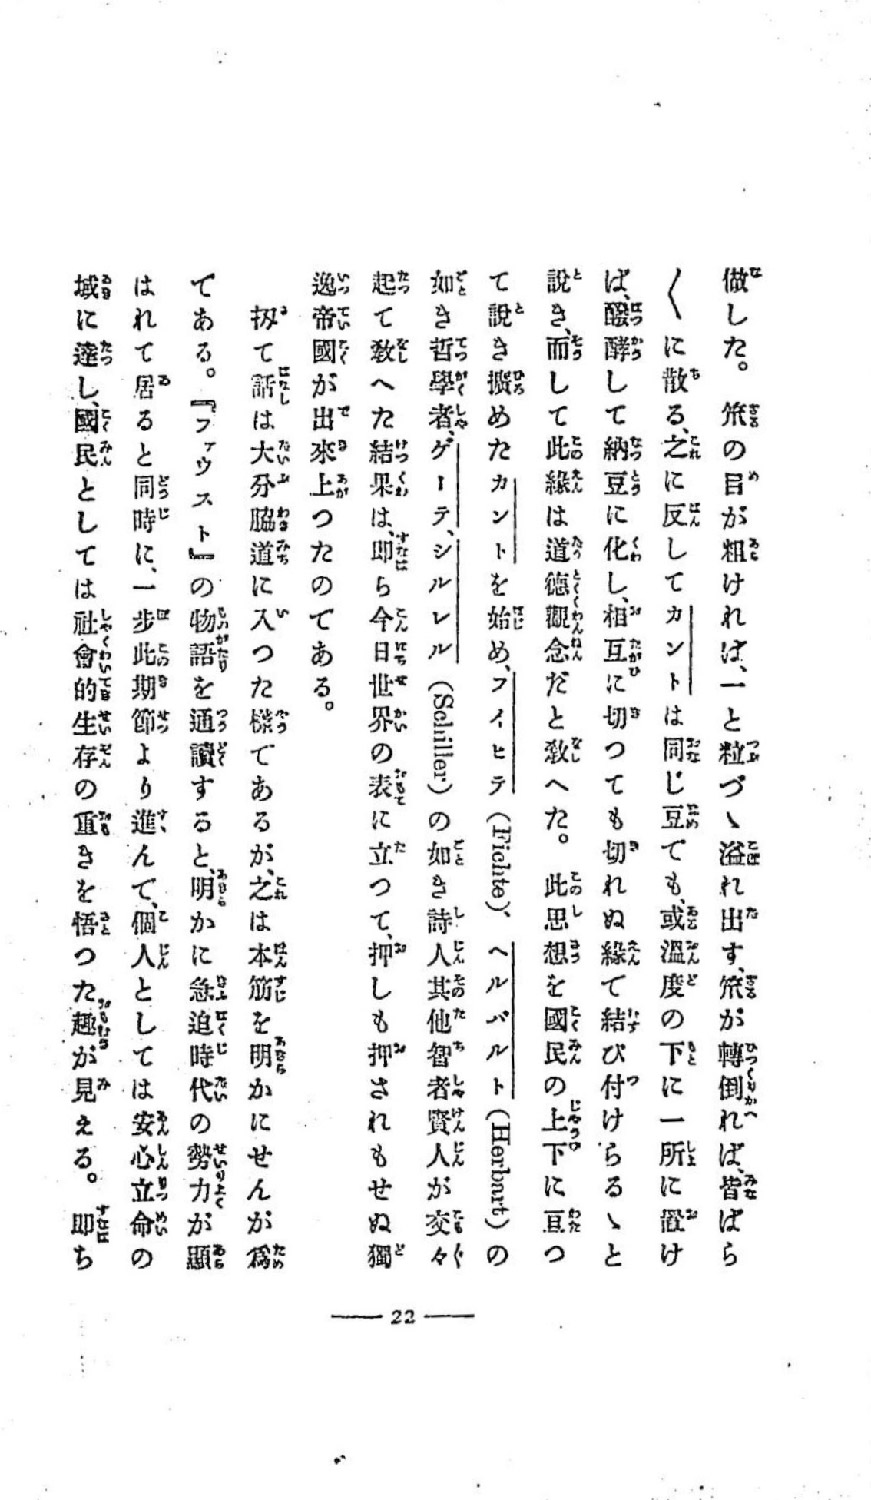 做した。笊の目が粗ければ、一と粒づゝ溢れ出す、笊が轉倒れば、皆ばら
〱に散る、之に反してカントは同じ豆でも、或溫度の下に一所に置け
ば、醱酵して納豆に化し、相互に切つても切れぬ緣で結び付けらるゝと
說き、而して此緣は道德觀念だと敎へた。此思想を國民の上下に亘つ
て說き擴めたカントを始め、フイヒテ(Fichte)、ヘルバルト(Herbart)の
如き哲學者、ゲーテ、シルレル(Schiller)の如き詩人其他智者賢人が交々
起て敎へた結果は、卽ち今日世界の表に立つて、押しも押されもせぬ獨
逸帝國が出來上つたのである。
扨て話は大分脇道に入つた樣であるが、之は本筋を明かにせんが爲
である。『ファウスト』の物語を通讀すると、明かに急迫時代の勢力が顯
はれて居ると同時に、一步此期節より進んで、個人としては安心立命の
域に達し、國民としては社會的生存の重きを悟つた趣が見える。卽ち
22